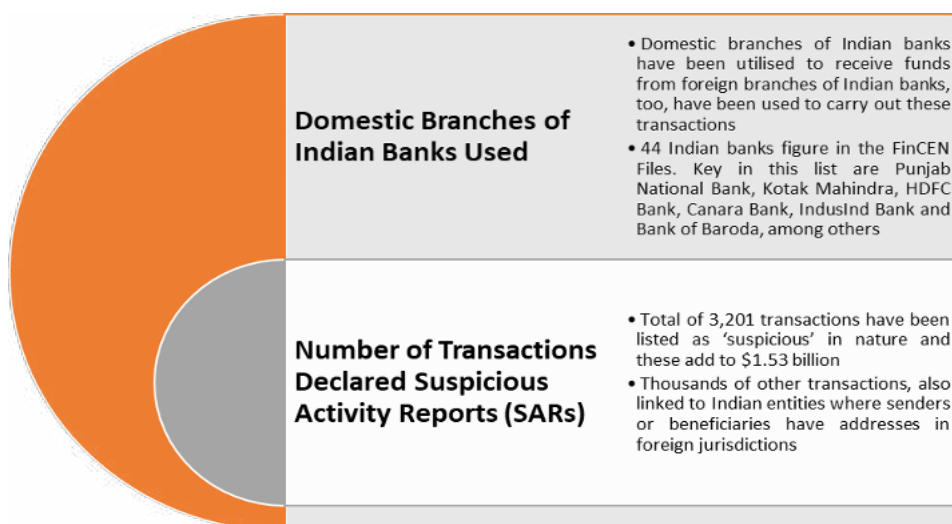 Domestic Branches of
Indian Banks Used
• Domestic branches of Indian banks
have been utilised to receive funds
from foreign branches of Indian banks,
too, have been used to carry out these
transactions
• 44 Indian banks figure in the FinCEN
Files. Key in this list are Punjab
National Bank, Kotak Mahindra, HDFC
Bank, Canara Bank, IndusInd Bank and
Bank of Baroda, among others
Number of Transactions
Declared Suspicious
Activity Reports (SARs)
• Total of 3,201 transactions have been
listed as ‘suspicious’ in nature and
these add to $1.53 billion
• Thousands of other transactions, also
linked to Indian entities where senders
or beneficiaries have addresses in
foreign jurisdictions